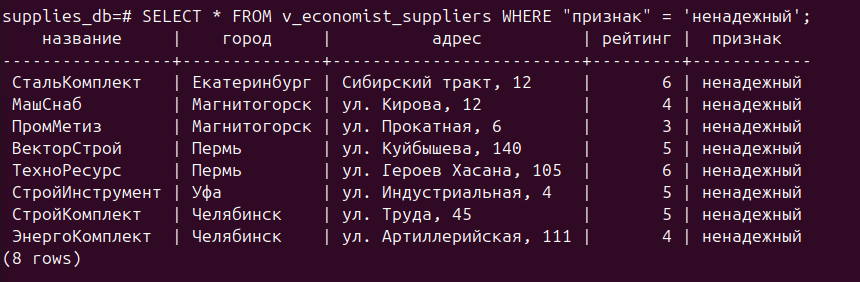 supplies_db=# SELECT * FROM v_economist_suppliers WHERE "признак" = 'ненадежный';
название | город | адрес | рейтинг | признак
-----------------+--------------+-------------------------+---------+------------
СтальКомплект | Екатеринбург | Сибирский тракт, 12 | 6 | ненадежный
МашСнаб | Магнитогорск | ул. Кирова, 12 | 4 | ненадежный
ПромМетиз | Магнитогорск | ул. Прокатная, 6 | 3 | ненадежный
ВекторСтрой | Пермь | ул. Куйбышева, 140 | 5 | ненадежный
ТехноРесурс | Пермь | ул. Героев Хасана, 105 | 6 | ненадежный
СтройИнструмент | Уфа | ул. Индустриальная, 4 | 5 | ненадежный
СтройКомплект | Челябинск | ул. Труда, 45 | 5 | ненадежный
ЭнергоКомплект | Челябинск | ул. Артиллерийская, 111 | 4 | ненадежный
(8 rows)